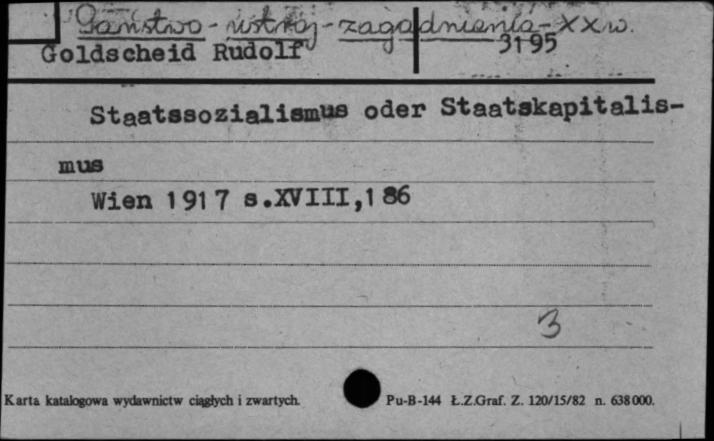 Państwo - ustrój - zagadnienia - XX w.
Goldscheid Rudolf 3195
Staatssozialismus oder Staatskapitalis-
mus
Wien 1917 s.XVIII,186
3
Karta katalogowa wydawnictw ciągłych i zwartych. Pu-B-144 Ł.Z.Graf. Z. 120/15/82 n. 638000.